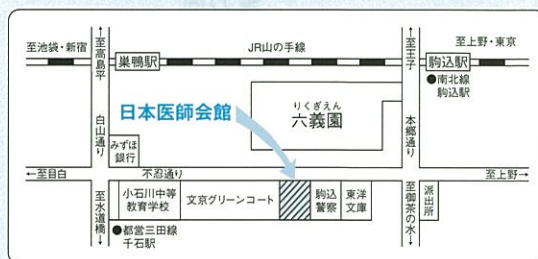 至池袋・新宿
至高島平
巣鴨駅
JR山の手線
至王子
駒込駅
至上野・東京
●南北線
駒込駅
白山通り
みずほ
銀行
日本医師会館
りくぎえん
六義園
本郷通り
←至目白
不忍通り
至上野→
至水道橋
小石川中等
教育学校
文京グリーンコート
駒込
警察
東洋
文庫
至御茶の水
派出所
●都営三田線
千石駅